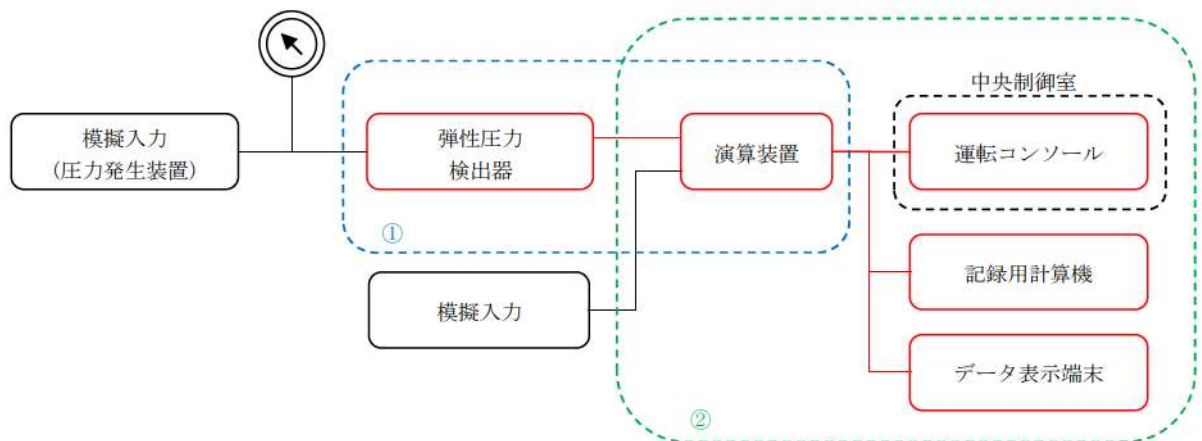 中央制御室
模擬入力
(圧力発生装置)
弾性圧力
検出器
演算装置
運転コンソール
①
記録用計算機
模擬入力
データ表示端末
②